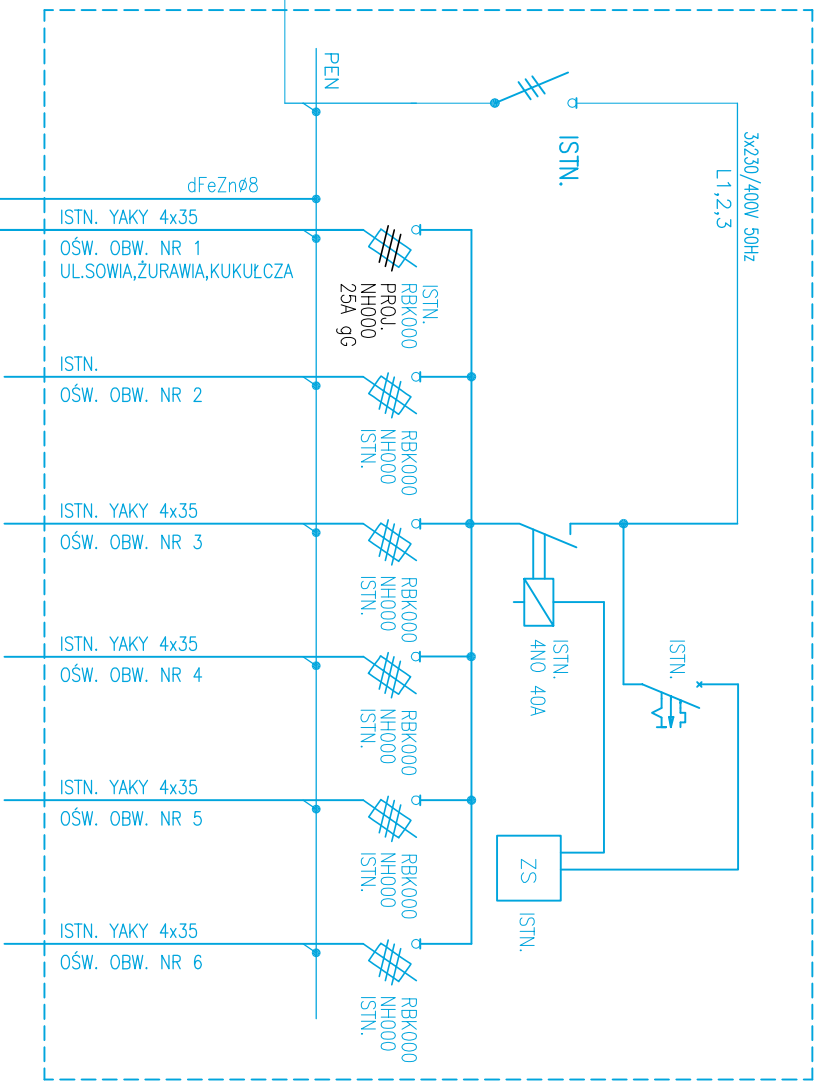 PEN
ISTN.
3x230/400V 50Hz
L1,2,3
dFeZnø8
ISTN. YAKY 4x35
OŚW. OBW. NR 1
UL.SOWIA,ŻURAWIA,KUKUŁCZA
ISTN.
RBK000
PROJ.
NH000
25A gG
ISTN.
OŚW. OBW. NR 2
RBK000
NH000
ISTN.
ISTN. YAKY 4x35
OŚW. OBW. NR 3
RBK000
NH000
ISTN.
ISTN.
4NO 40A
ISTN.
ISTN. YAKY 4x35
OŚW. OBW. NR 4
RBK000
NH000
ISTN.
ISTN. YAKY 4x35
OŚW. OBW. NR 5
RBK000
NH000
ISTN.
ZS
ISTN.
ISTN. YAKY 4x35
OŚW. OBW. NR 6
RBK000
NH000
ISTN.